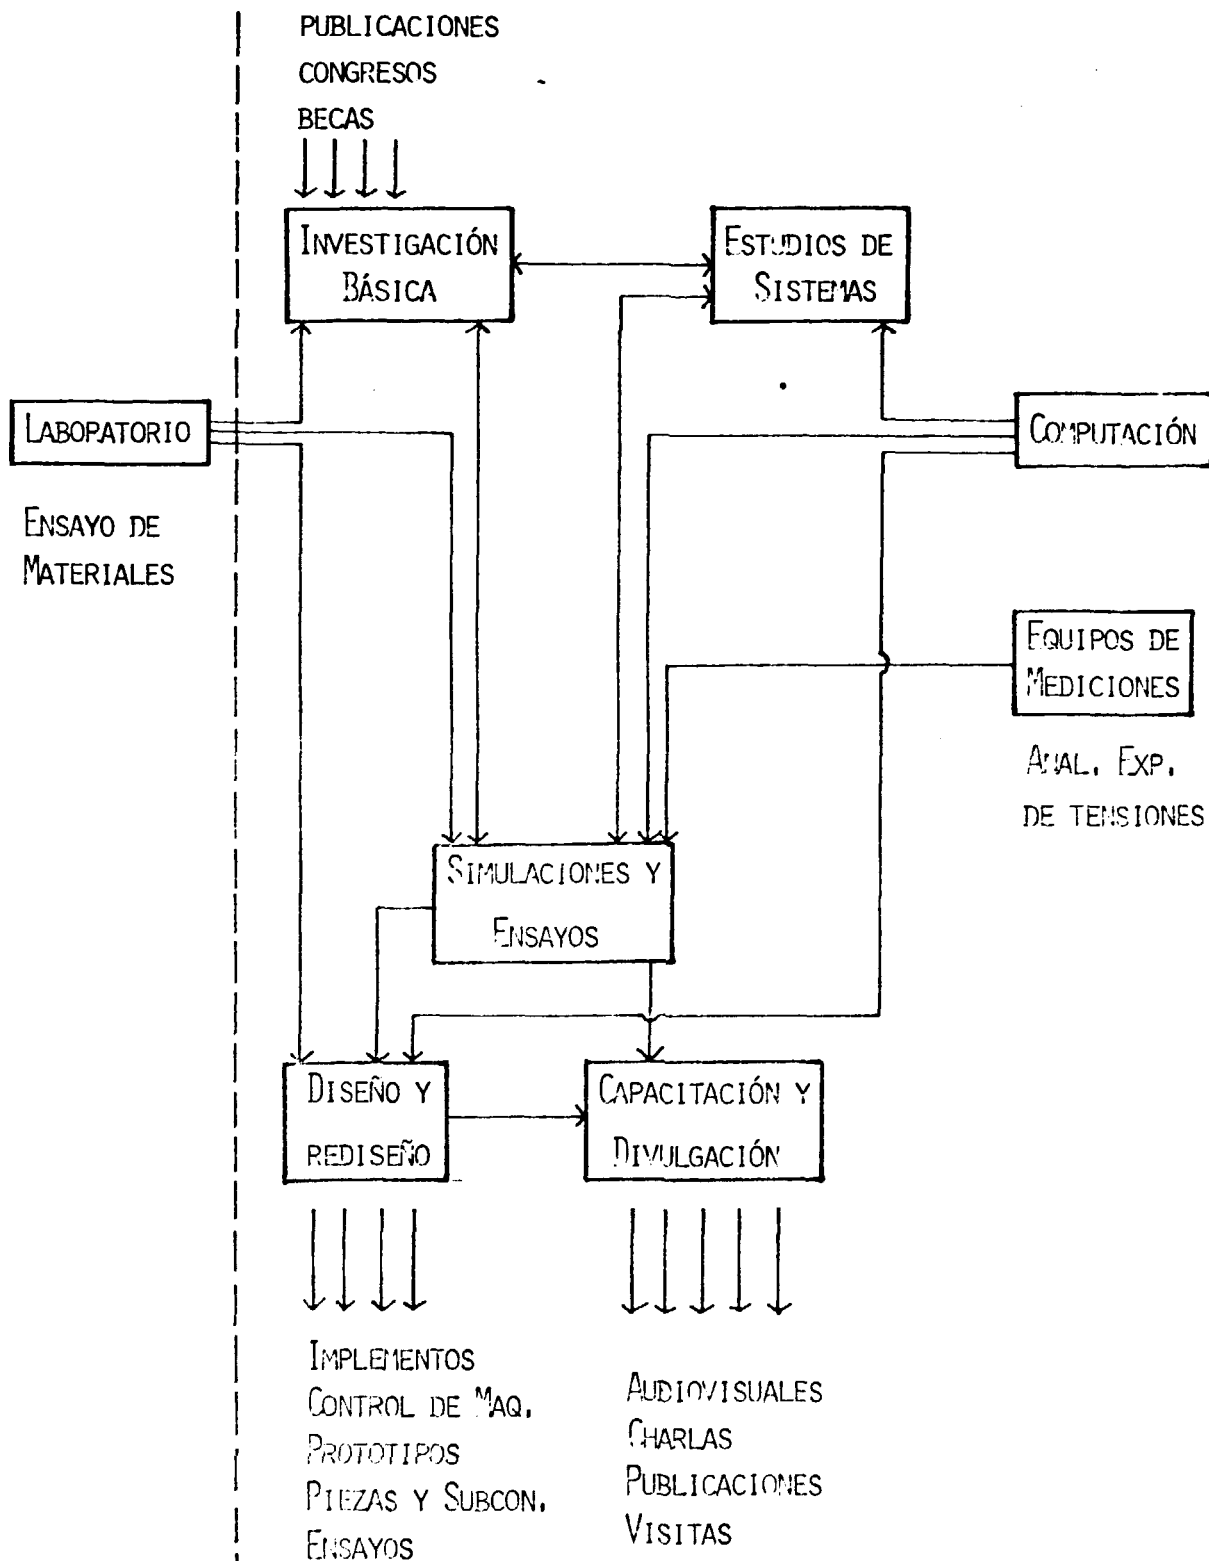 PUBLICACIONES
CONGRESOS
BECAS
INVESTIGACIÓN
BÁSICA
ESTUDIOS DE
SISTEMAS
LABOPATORIO
COMPUTACIÓN
ENSAYO DE
MATERIALES
EQUIPOS DE
MEDICIONES
ANAL. EXP.
DE TENSIONES
SIMULACIONES Y
ENSAYOS
DISEÑO Y
REDISEÑO
CAPACITACIÓN Y
DIVULGACIÓN
IMPLEMENTOS
CONTROL DE MAQ.
PROTOTIPOS
PIEZAS Y SUBCON.
ENSAYOS
AUDIOVISUALES
CHARLAS
PUBLICACIONES
VISITAS